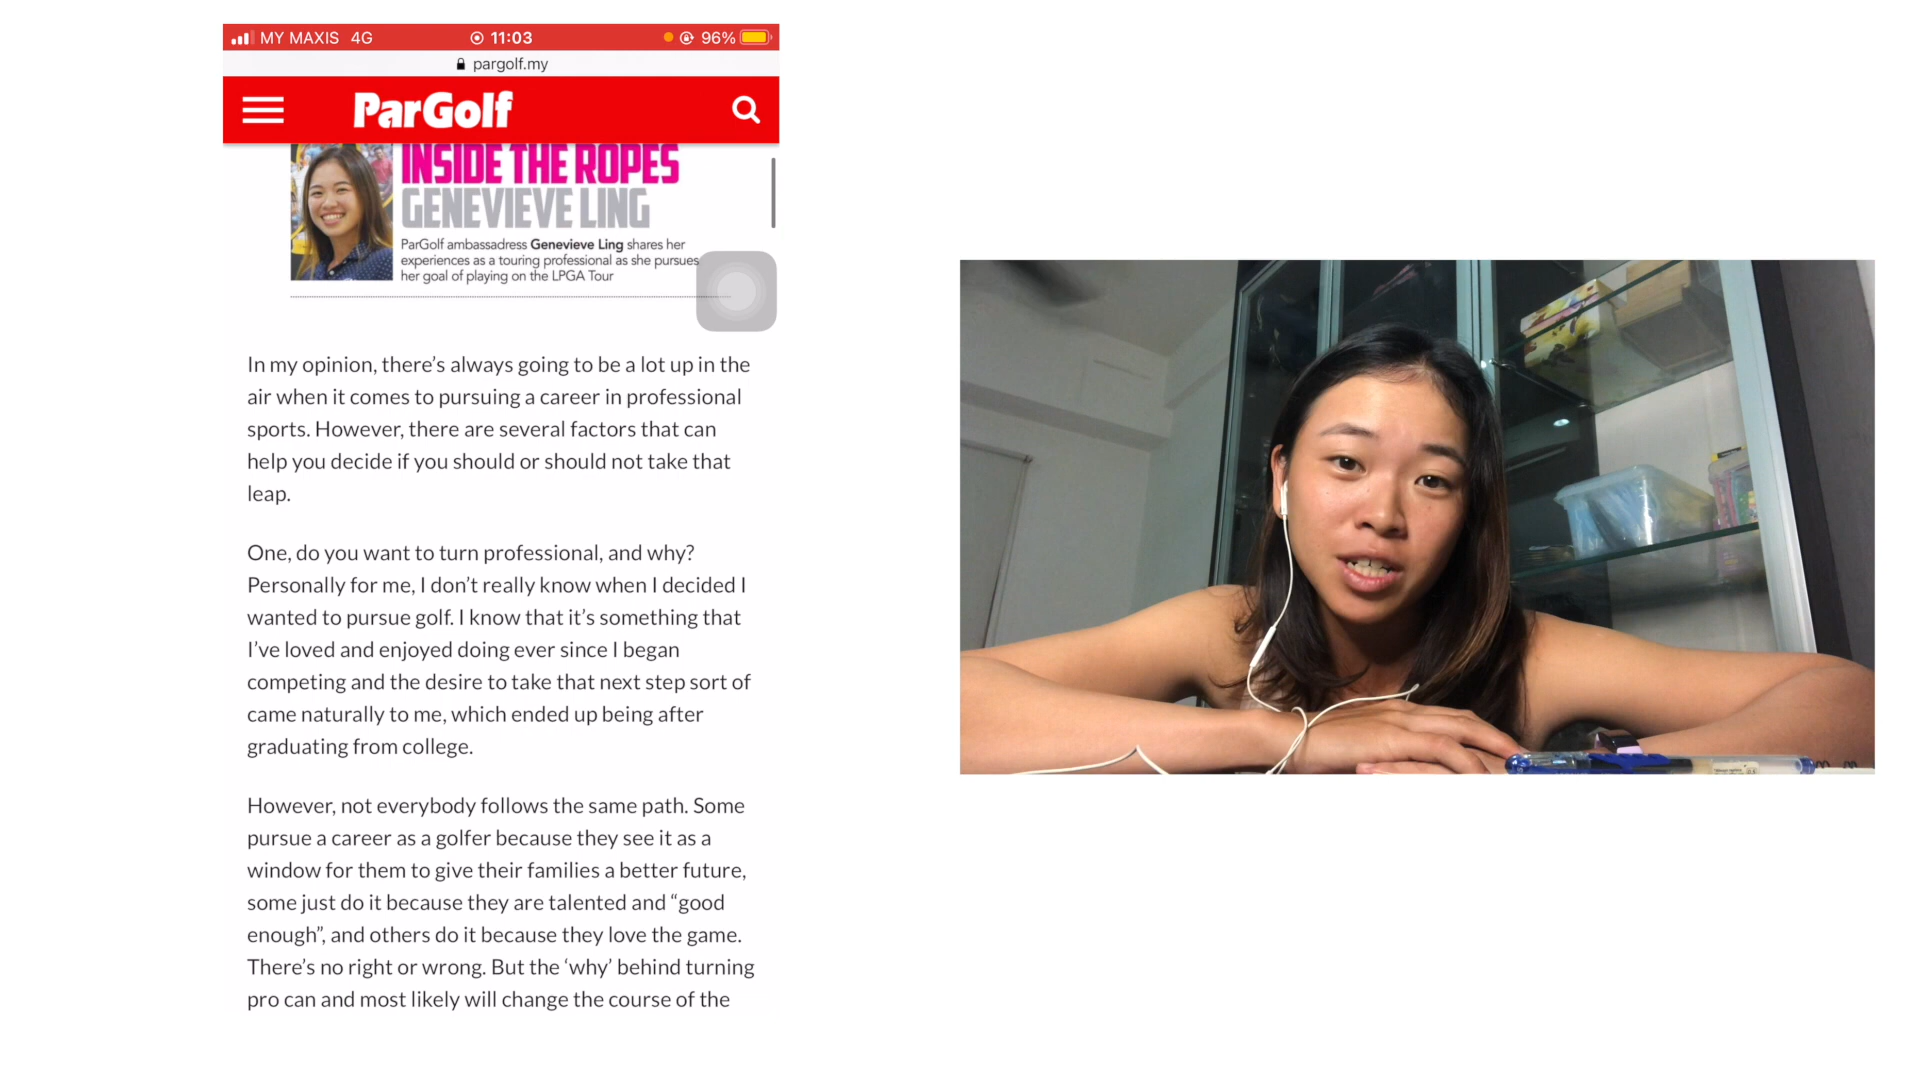 MY MAXIS 4G 11:03 96%
pargolf.my
ParGolf
INSIDE THE ROPES
GENEVIEVE LING
ParGolf ambassadress Genevieve Ling shares her
experiences as a touring professional as she pursues
her goal of playing on the LPGA Tour
In my opinion, there’s always going to be a lot up in the
air when it comes to pursuing a career in professional
sports. However, there are several factors that can
help you decide if you should or should not take that
leap.
One, do you want to turn professional, and why?
Personally for me, I don’t really know when I decided I
wanted to pursue golf. I know that it’s something that
I’ve loved and enjoyed doing ever since I began
competing and the desire to take that next step sort of
came naturally to me, which ended up being after
graduating from college.
However, not everybody follows the same path. Some
pursue a career as a golfer because they see it as a
window for them to give their families a better future,
some just do it because they are talented and “good
enough”, and others do it because they love the game.
There’s no right or wrong. But the ‘why’ behind turning
pro can and most likely will change the course of the